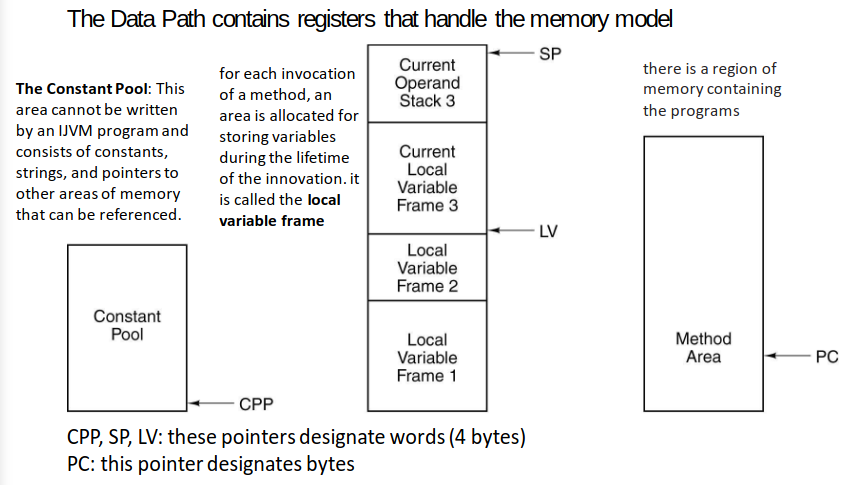 The Data Path contains registers that handle the memory model
The Constant Pool: This
area cannot be written
by an IJVM program and
consists of constants,
strings, and pointers to
other areas of memory
that can be referenced.
for each invocation
of a method, an
area is allocated for
storing variables
during the lifetime
of the innovation. it
is called the local
variable frame
Current
Operand
Stack 3
SP
Current
Local
Variable
Frame 3
LV
Local
Variable
Frame 2
Local
Variable
Frame 1
there is a region of
memory containing
the programs
Constant
Pool
CPP
Method
Area
PC
CPP, SP, LV: these pointers designate words (4 bytes)
PC: this pointer designates bytes